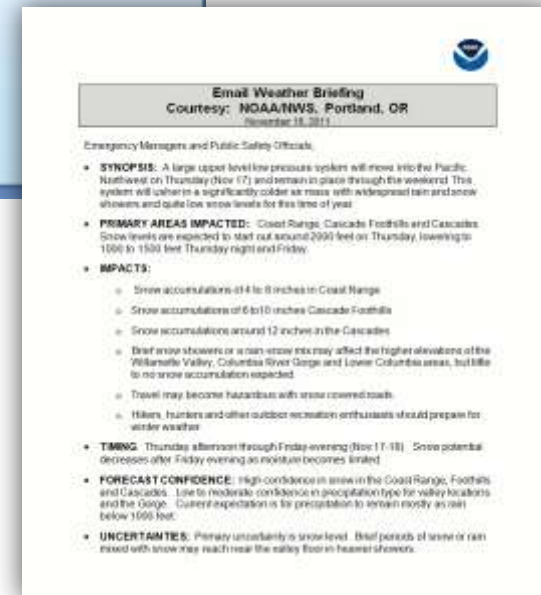 Email Weather Briefing
Courtesy: NOAA/NWS, Portland, OR
November 16, 2011
Emergency Managers and Public Safety Officials,
• SYNOPSIS: A large upper level low pressure system will move into the Pacific
Northwest on Thursday (Nov 17) and remain in place through the weekend. This
system will usher in a significantly colder air mass with widespread rain and snow
showers and quite low snow levels for this time of year.
• PRIMARY AREAS IMPACTED: Coast Range, Cascade Foothills and Cascades.
Snow levels are expected to start out around 2000 feet on Thursday, lowering to
1000 to 1500 feet Thursday night and Friday.
• IMPACTS:
o Snow accumulations of 4 to 8 inches in Coast Range
o Snow accumulations of 6 to 10 inches Cascade Foothills
o Snow accumulations around 12 inches in the Cascades
o Brief snow showers or a rain-snow mix may affect the higher elevations of the
Willamette Valley, Columbia River Gorge and Lower Columbia areas, but little
to no snow accumulation expected.
o Travel may become hazardous with snow covered roads.
o Hikers, hunters and other outdoor recreation enthusiasts should prepare for
winter weather
• TIMING: Thursday afternoon through Friday evening (Nov 17-18). Snow potential
decreases after Friday evening as moisture becomes limited.
• FORECAST CONFIDENCE: High confidence in snow in the Coast Range, Foothills
and Cascades. Low to moderate confidence in precipitation type for valley locations
and the Gorge. Current expectation is for precipitation to remain mostly as rain
below 1000 feet.
• UNCERTAINTIES: Primary uncertainty is snow level. Brief periods of snow or rain
mixed with snow may reach near the valley floor in heavier showers.